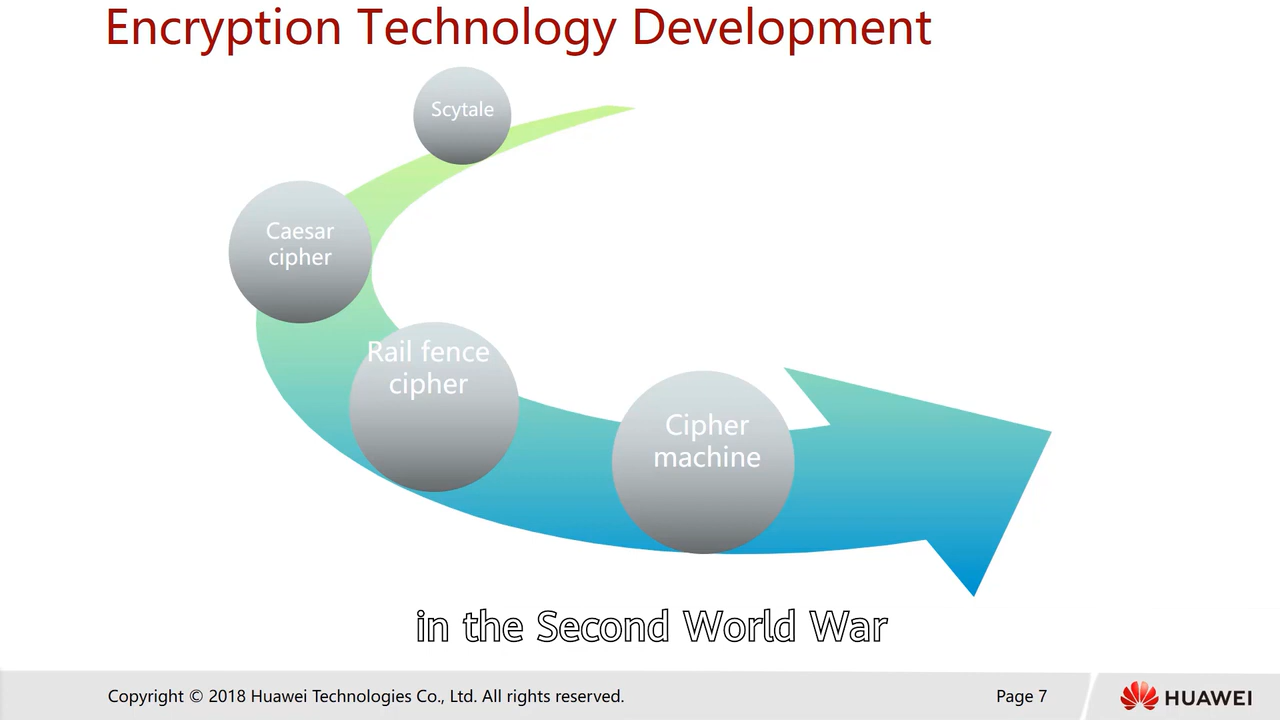 Encryption Technology Development
Scytale
Caesar
cipher
Rail fence
cipher
Cipher
machine
in the Second World War
Copyright © 2018 Huawei Technologies Co., Ltd. All rights reserved.
Page 7
HUAWEI